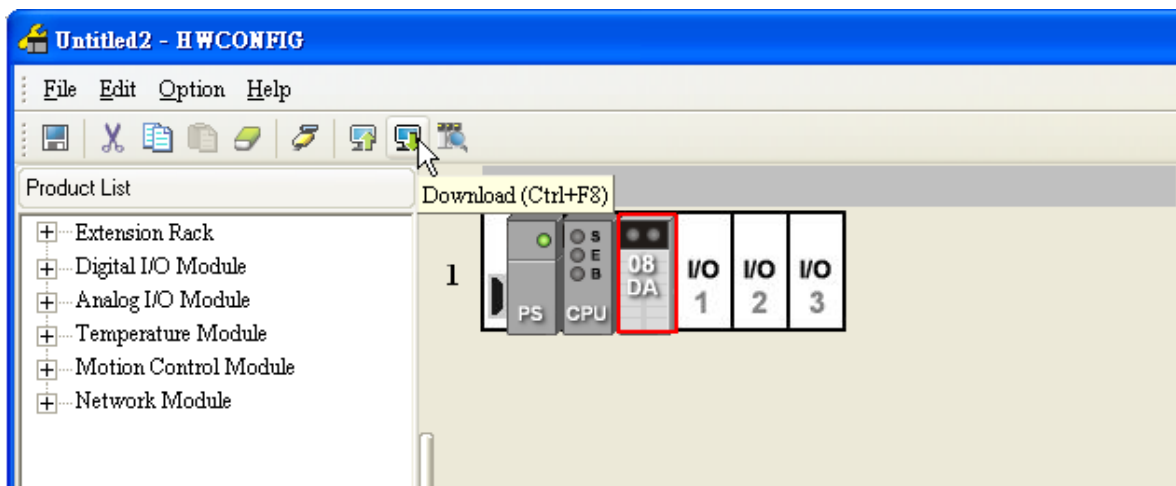 Untitled2 - HWCONFIG
File Edit Option Help
Product List
Download (Ctrl+F8)
Extension Rack
Digital I/O Module
Analog I/O Module
Temperature Module
Motion Control Module
Network Module
1
PS
S
E
B
CPU
08
DA
I/O
1
I/O
2
I/O
3